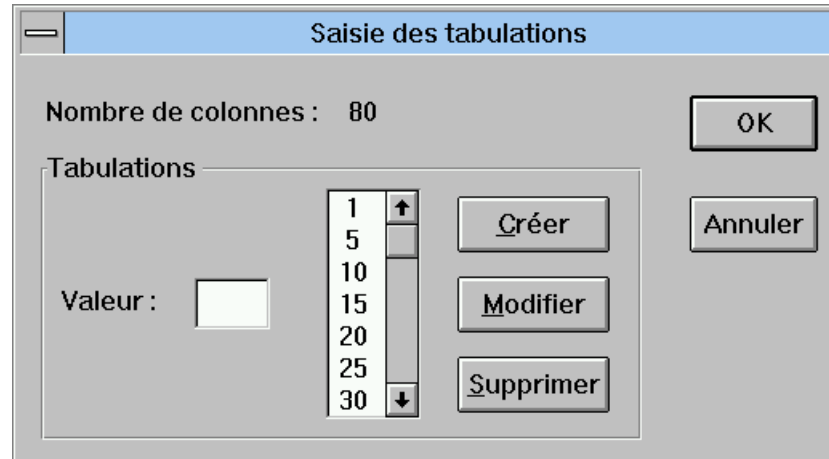 Saisie des tabulations
Nombre de colonnes : 80
OK
Tabulations
Valeur :
1
5
10
15
20
25
30
Créer
Modifier
Supprimer
Annuler